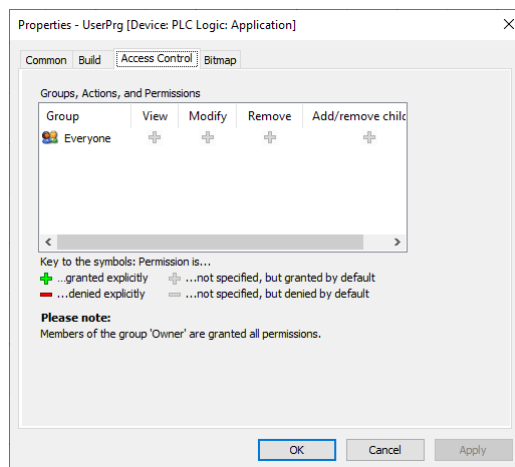 Properties - UserPrg [Device: PLC Logic: Application]
Common Build Access Control Bitmap
Groups, Actions, and Permissions
Group View Modify Remove Add/remove childc
Everyone
Key to the symbols: Permission is...
...granted explicitly ...not specified, but granted by default
...denied explicitly ...not specified, but denied by default
Please note:
Members of the group 'Owner' are granted all permissions.
OK Cancel Apply